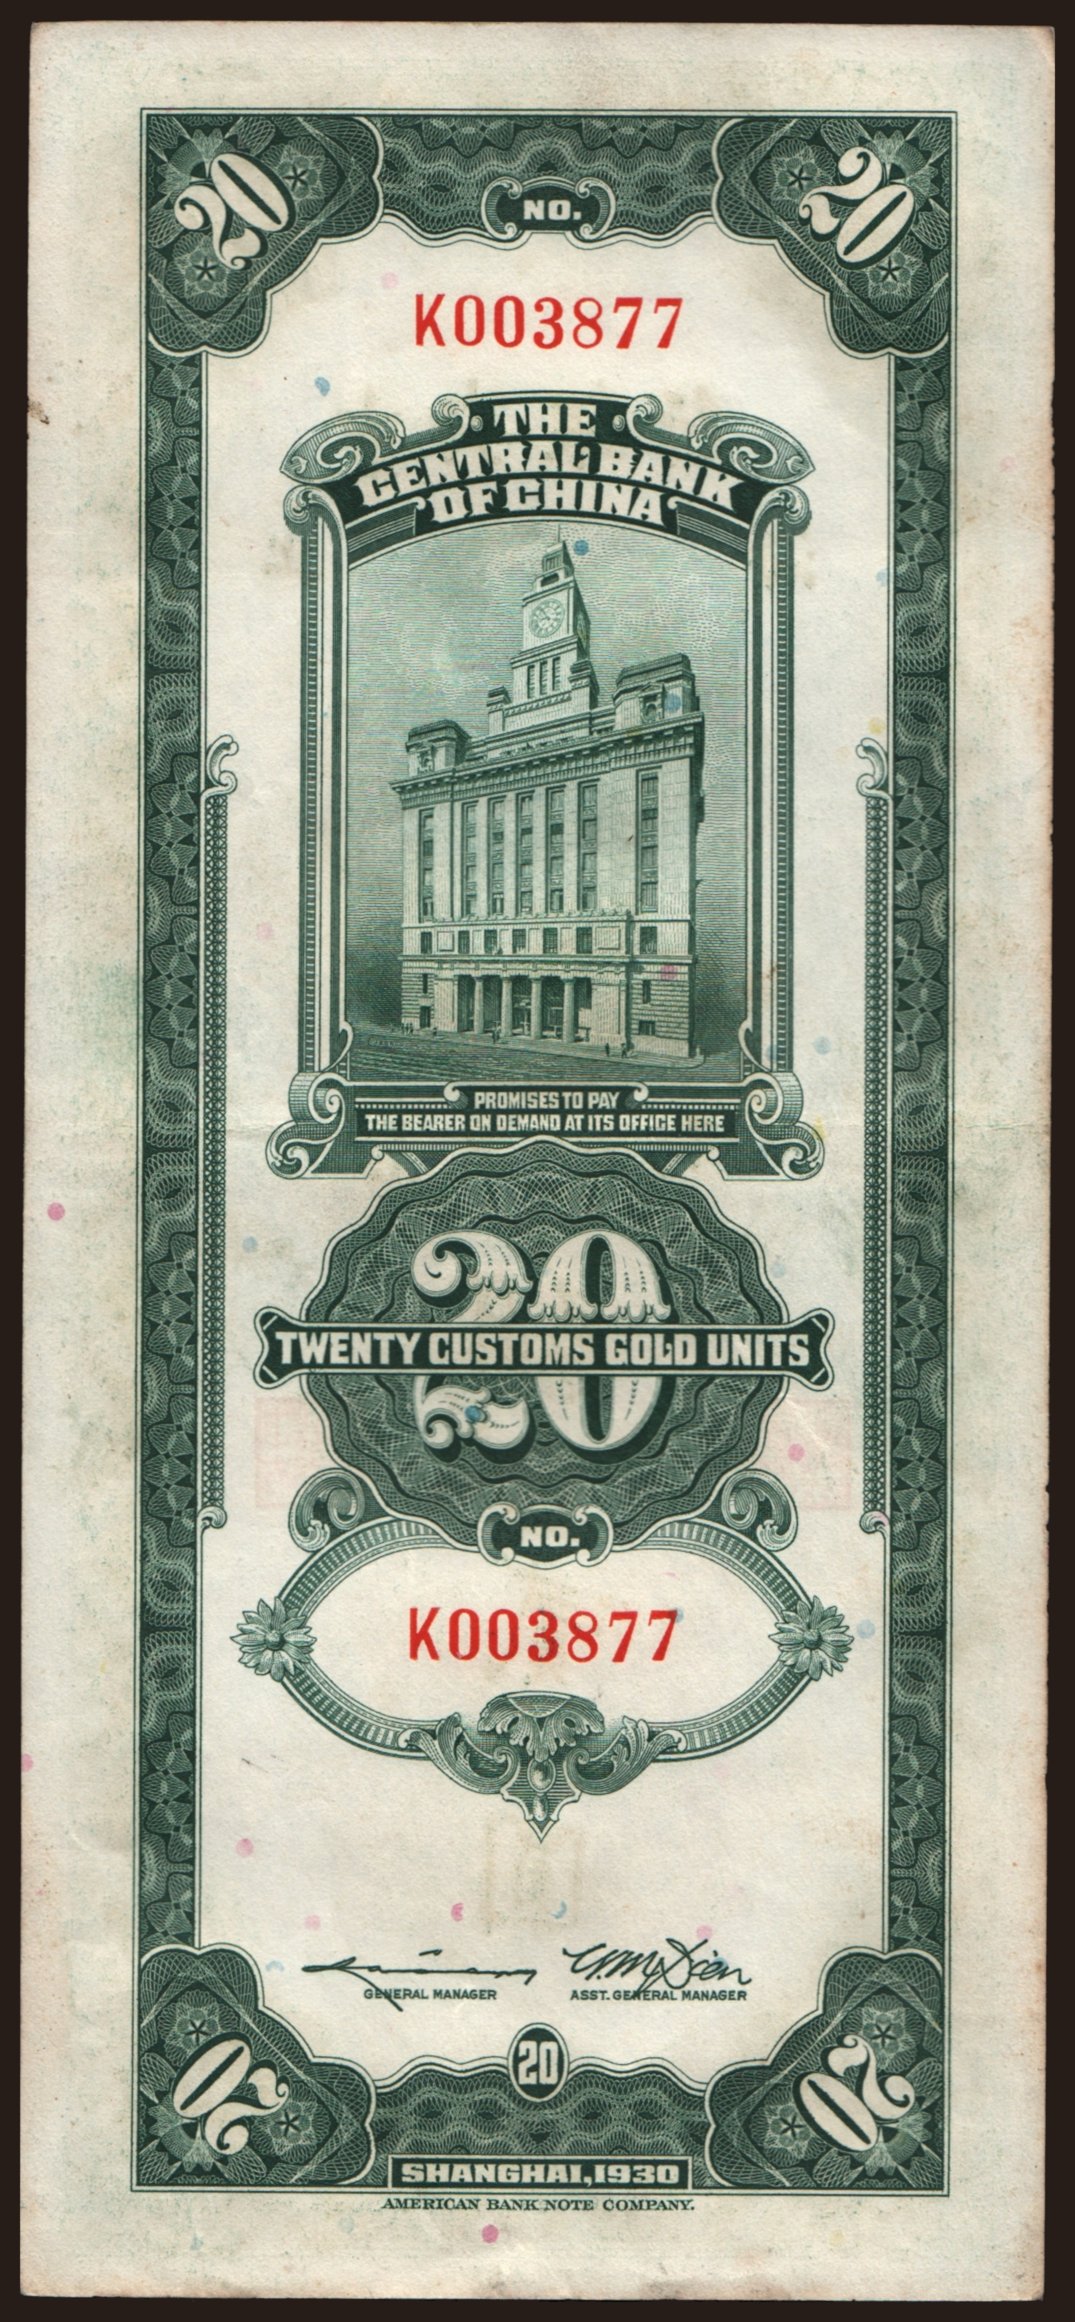 20
NO.
20
K003877
THE
CENTRAL BANK
OF CHINA
PROMISES TO PAY
THE BEARER ON DEMAND AT ITS OFFICE HERE
20
TWENTY CUSTOMS GOLD UNITS
NO.
K003877
GENERAL MANAGER
ASST. GENERAL MANAGER
20
20
20
SHANGHAI, 1930
AMERICAN BANK NOTE COMPANY.